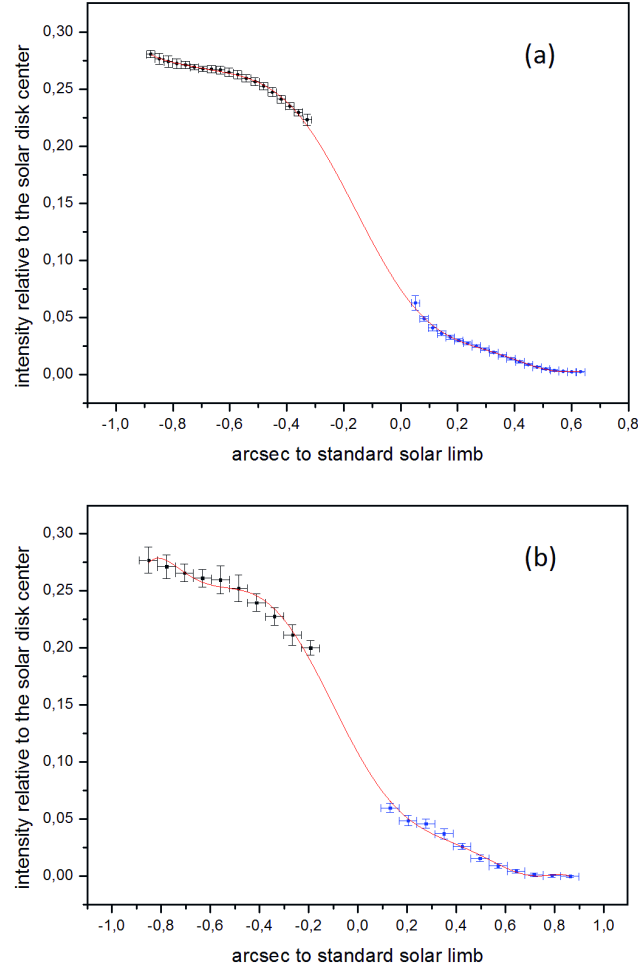 (a)
intensity relative to the solar disk center
0,30
0,25
0,20
0,15
0,10
0,05
0,00
-1,0 -0,8 -0,6 -0,4 -0,2 0,0 0,2 0,4 0,6 0,8
arcsec to standard solar limb
(b)
intensity relative to the solar disk center
0,30
0,25
0,20
0,15
0,10
0,05
0,00
-1,0 -0,8 -0,6 -0,4 -0,2 0,0 0,2 0,4 0,6 0,8 1,0
arcsec to standard solar limb